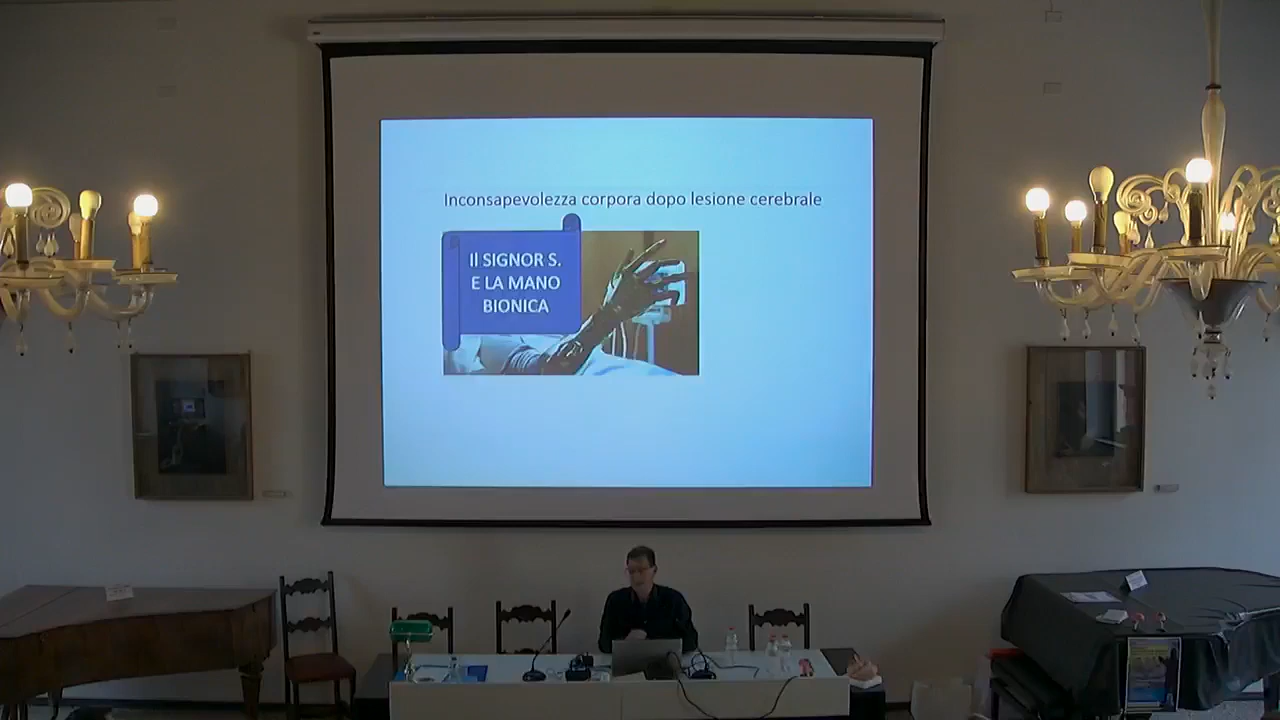 Inconsapevolezza corpora dopo lesione cerebrale
Il SIGNOR S.
E LA MANO
BIONICA